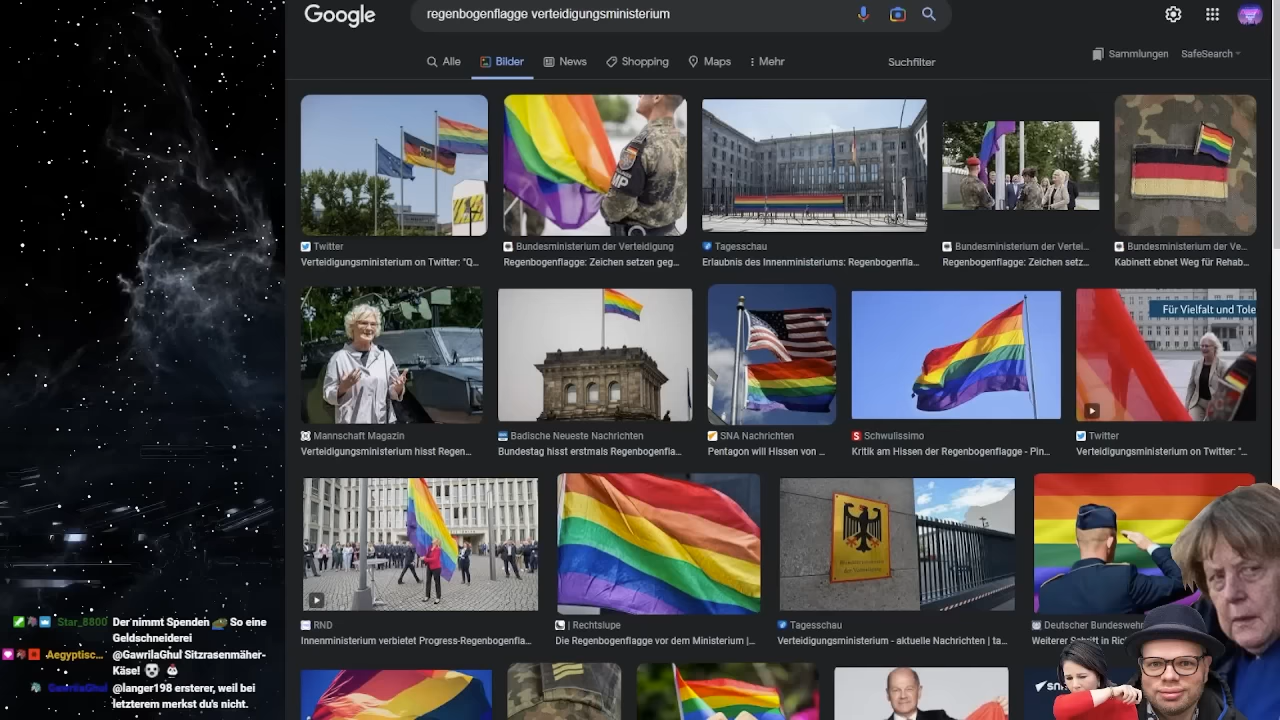 Google
regenbogenflagge verteidigungsministerium
Alle
Bilder
News
Shopping
Maps
Mehr
Suchfilter
Sammlungen
SafeSearch
Twitter
Verteidigungsministerium on Twitter: "Q...
Bundesministerium der Verteidigung
Regenbogenflagge: Zeichen setzen geg...
Tagesschau
Erlaubnis des Innenministeriums: Regenbogenfla...
Bundesministerium der Vertei...
Regenbogenflagge: Zeichen setz...
Bundesministerium der Ve...
Kabinett ebnet Weg für Rehab...
MP
Für Vielfalt und Tole
Mannschaft Magazin
Verteidigungsministerium hisst Regen...
Badische Neueste Nachrichten
Bundestag hisst erstmals Regenbogenfla...
SNA Nachrichten
Pentagon will Hissen von ...
Schwulissimo
Kritik am Hissen der Regenbogenflagge - Pin...
Twitter
Verteidigungsministerium on Twitter: "...
RND
Innenministerium verbietet Progress-Regenbogenfla...
Rechtslupe
Die Regenbogenflagge vor dem Ministerium |...
Tagesschau
Verteidigungsministerium - aktuelle Nachrichten | ta...
Deutscher Bundesweh
Weiterer Schritt in
Star_8800 Der nimmt Spenden So eine
Geldschneiderei
Aegyptisc... @GawrilaGhul Sitzrasenmäher-
Käse!
GawrilaGhul @langer198 ersterer, weil bei
letzterem merkst du's nicht.